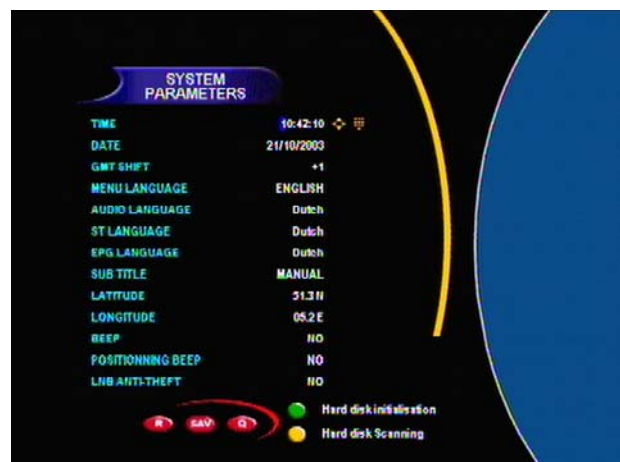 SYSTEM
PARAMETERS
TIME 10:42:10
DATE 21/10/2003
GMT SHIFT +1
MENU LANGUAGE ENGLISH
AUDIO LANGUAGE Dutch
ST LANGUAGE Dutch
EPG LANGUAGE Dutch
SUB TITLE MANUAL
LATITUDE 51.3 N
LONGITUDE 05.2 E
BEEP NO
POSITIONNING BEEP NO
LNB ANTI-THEFT NO
R SAV Q Hard disk initialisation
Hard disk Scanning